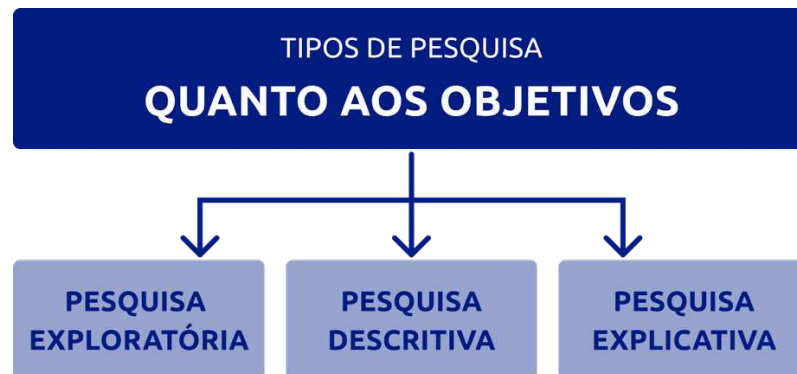 TIPOS DE PESQUISA
QUANTO AOS OBJETIVOS
PESQUISA
EXPLORATÓRIA
PESQUISA
DESCRITIVA
PESQUISA
EXPLICATIVA